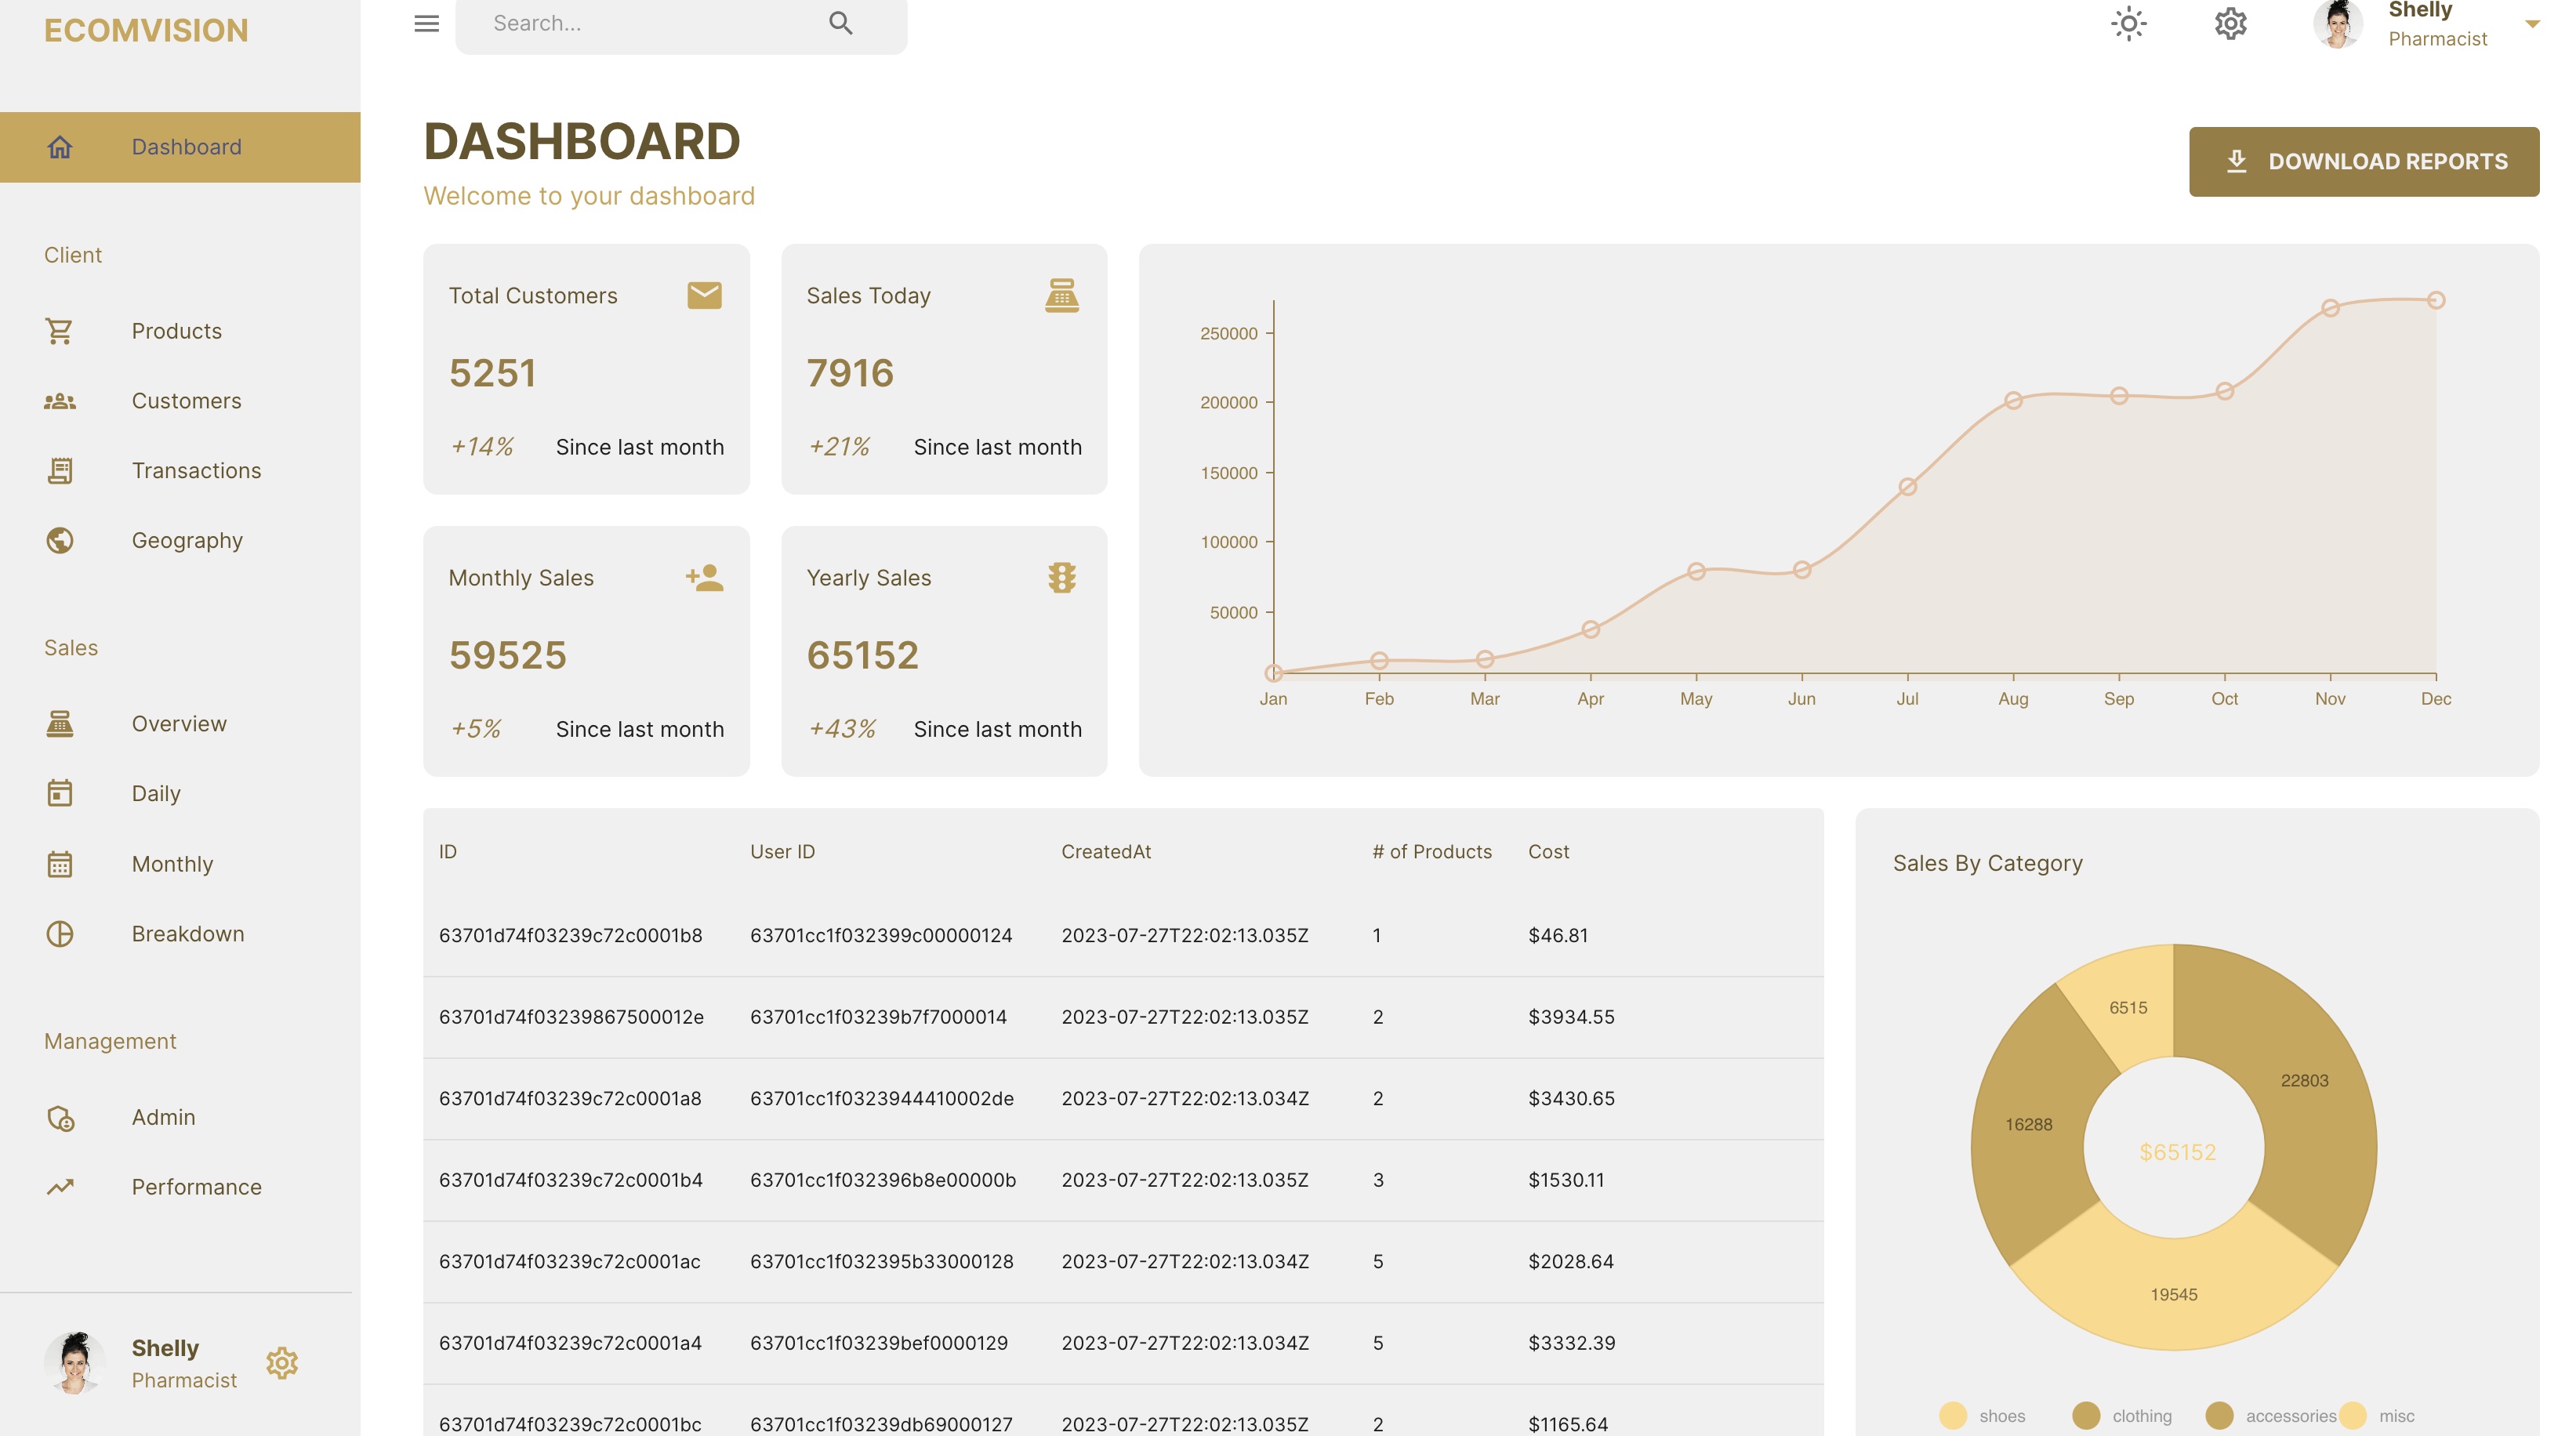 ECOMVISION
Search...
Shelly
Pharmacist
Dashboard
Client
Products
Customers
Transactions
Geography
Sales
Overview
Daily
Monthly
Breakdown
Management
Admin
Performance
Shelly
Pharmacist
DASHBOARD
Welcome to your dashboard
DOWNLOAD REPORTS
Total Customers
5251
+14% Since last month
Sales Today
7916
+21% Since last month
Monthly Sales
59525
+5% Since last month
Yearly Sales
65152
+43% Since last month
250000
200000
150000
100000
50000
Jan Feb Mar Apr May Jun Jul Aug Sep Oct Nov Dec
ID User ID CreatedAt # of Products Cost
63701d74f03239c72c0001b8 63701cc1f032399c00000124 2023-07-27T22:02:13.035Z 1 $46.81
63701d74f03239867500012e 63701cc1f03239b7f7000014 2023-07-27T22:02:13.035Z 2 $3934.55
63701d74f03239c72c0001a8 63701cc1f0323944410002de 2023-07-27T22:02:13.034Z 2 $3430.65
63701d74f03239c72c0001b4 63701cc1f032396b8e00000b 2023-07-27T22:02:13.035Z 3 $1530.11
63701d74f03239c72c0001ac 63701cc1f032395b33000128 2023-07-27T22:02:13.034Z 5 $2028.64
63701d74f03239c72c0001a4 63701cc1f03239bef0000129 2023-07-27T22:02:13.034Z 5 $3332.39
63701d74f03239c72c0001bc 63701cc1f03239db69000127 2023-07-27T22:02:13.035Z 2 $1165.64
Sales By Category
6515
22803
16288
$65152
19545
shoes clothing accessories misc